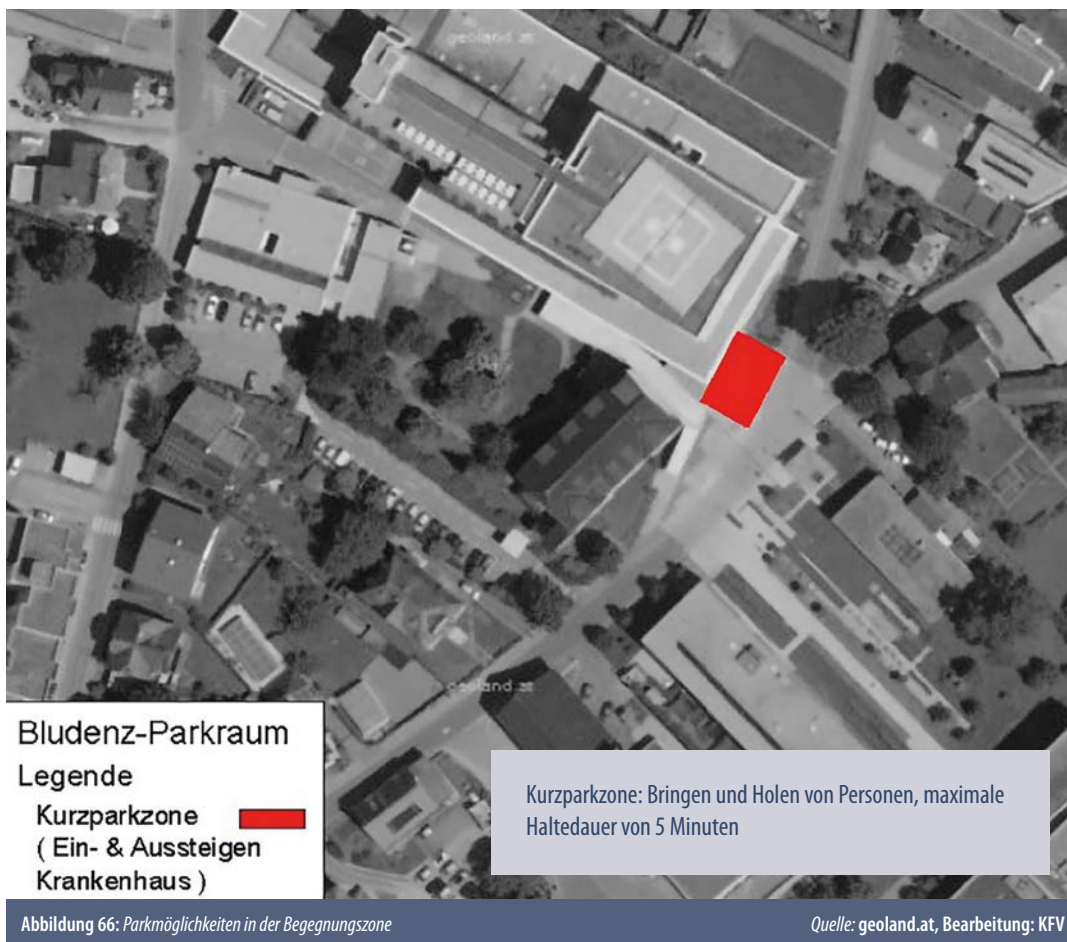 geoland.at
geoland.at
Bludenz-Parkraum
Legende
Kurzparkzone
( Ein- & Aussteigen
Krankenhaus )
Kurzparkzone: Bringen und Holen von Personen, maximale
Haltedauer von 5 Minuten
Abbildung 66: Parkmöglichkeiten in der Begegnungszone Quelle: geoland.at, Bearbeitung: KFV